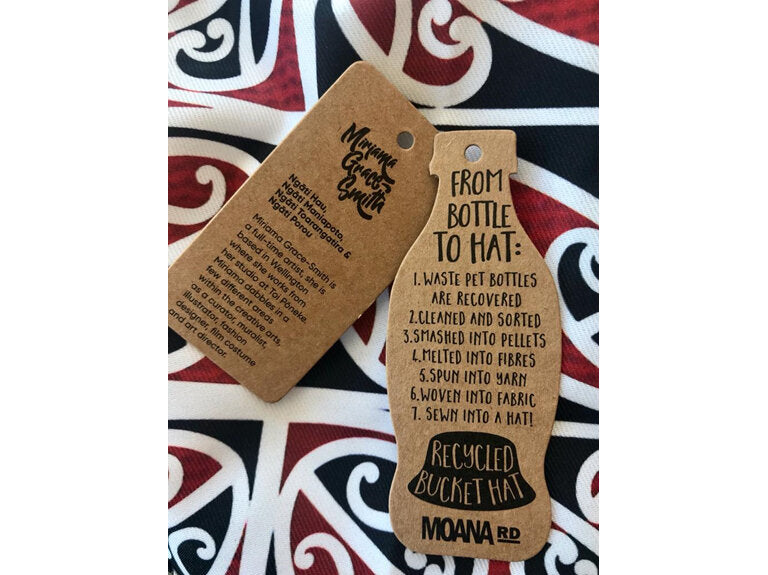 Miriama
Grace-
Smith
Ngāti Hau,
Ngāti Maniapoto,
Ngāti Toarangatira &
Ngāti Porou
Miriama Grace-Smith is
a full-time artist, she is
based in Wellington
where she works from
her studio at Toi Pōneke.
Miriama dabbles in a
few different areas
within the creative arts,
as a curator, muralist,
illustrator, fashion
designer, film costume
and art director.
FROM
BOTTLE
TO HAT:
1. WASTE PET BOTTLES
ARE RECOVERED
2.CLEANED AND SORTED
3.SMASHED INTO PELLETS
4.MELTED INTO FIBRES
5.SPUN INTO YARN
6.WOVEN INTO FABRIC
7. SEWN INTO A HAT!
RECYCLED
BUCKET HAT
MOANA RD